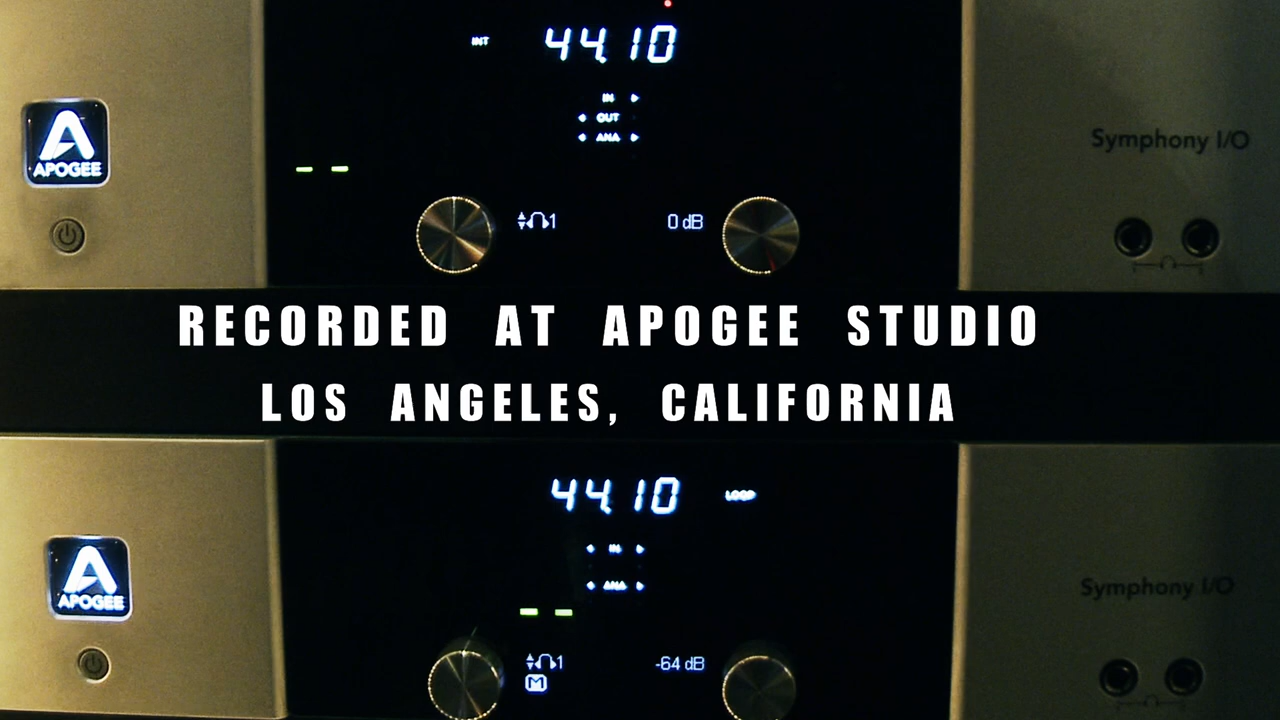 INT
44.10
IN
OUT
ANA
APOGEE
Symphony I/O
1
0 dB
RECORDED AT APOGEE STUDIO
LOS ANGELES, CALIFORNIA
44.10
LOOP
IN
ANA
APOGEE
Symphony I/O
1
-64 dB
M